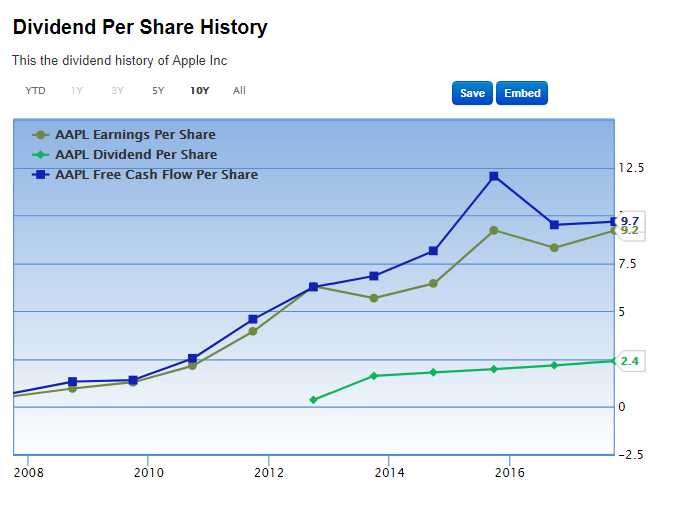 Dividend Per Share History
This the dividend history of Apple Inc
YTD 1Y 3Y 5Y 10Y All Save Embed
AAPL Earnings Per Share
AAPL Dividend Per Share
AAPL Free Cash Flow Per Share
12.5
9.7
9.2
7.5
5
2.4
0
−2.5
2008 2010 2012 2014 2016